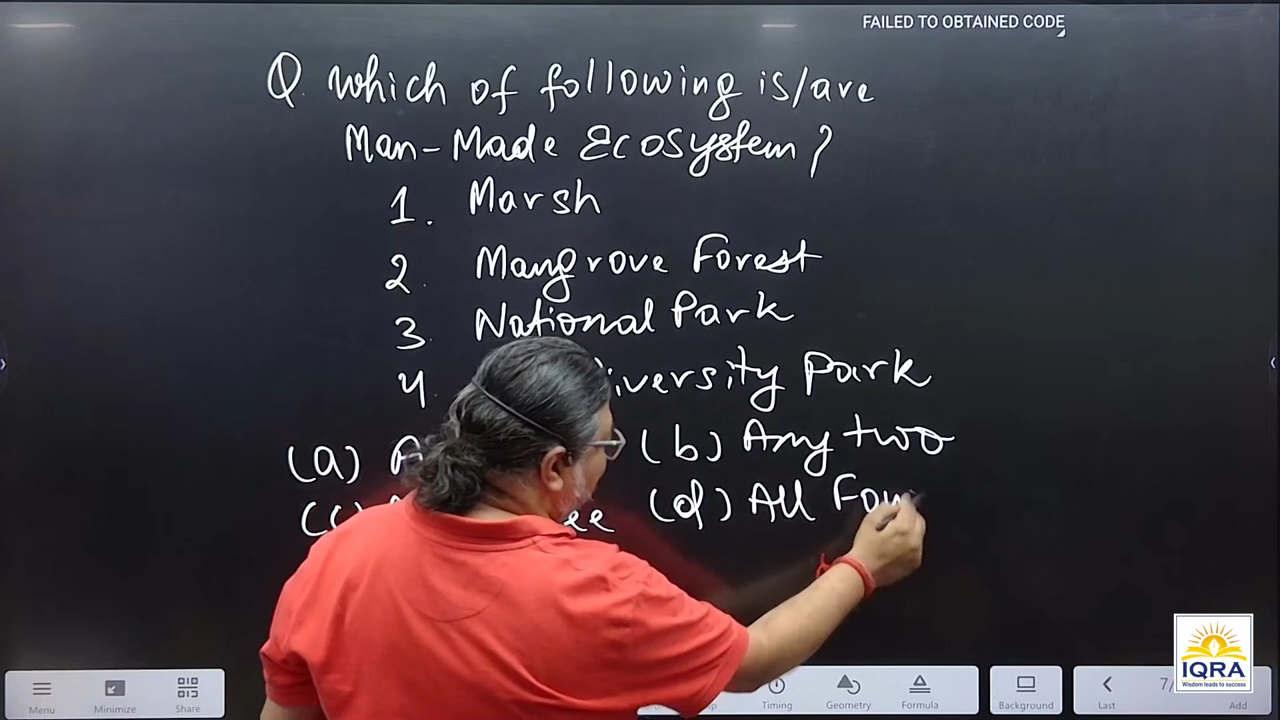 FAILED TO OBTAINED CODE
Q. Which of following is/are
Man-Made Ecosystem?
1. Marsh
2. Mangrove Forest
3. National Park
4 iversity Park
(a) A (b) Any two
(c) ee (d) All Fou
Menu Minimize Share Timing Geometry Formula Background Last 7/ Add
IQRA
Wisdom leads to success